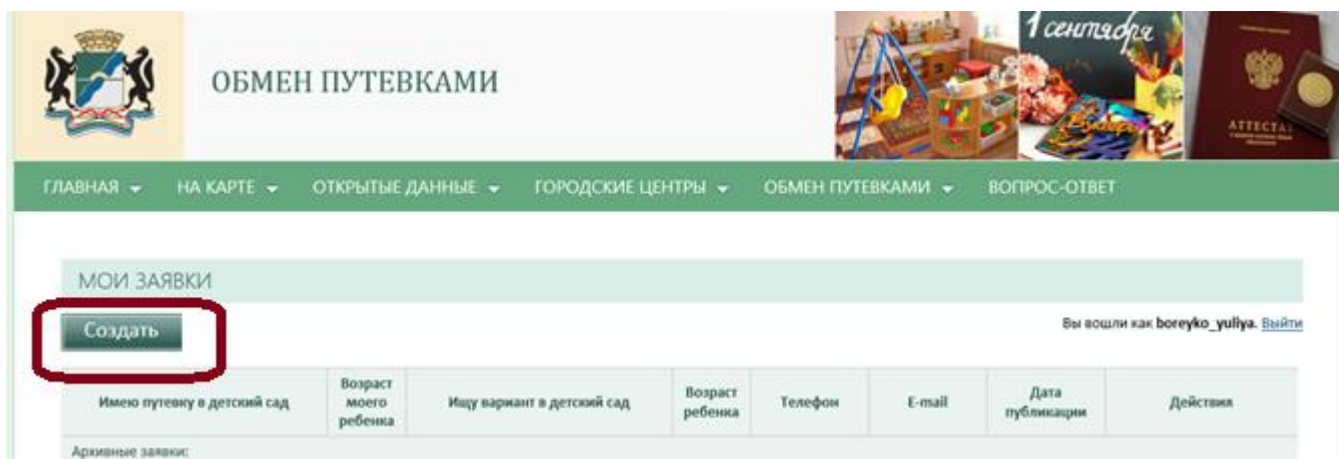 ОБМЕН ПУТЕВКАМИ
1 сентября
АТТЕСТАТ
ГЛАВНАЯ НА КАРТЕ ОТКРЫТЫЕ ДАННЫЕ ГОРОДСКИЕ ЦЕНТРЫ ОБМЕН ПУТЕВКАМИ ВОПРОС-ОТВЕТ
МОИ ЗАЯВКИ
Создать
Вы вошли как boreyko_yuliya. Выйти
Имею путевку в детский сад
Возраст
моего
ребенка
Ищу вариант в детский сад
Возраст
ребенка
Телефон
E-mail
Дата
публикации
Действия
Архивные заявки: